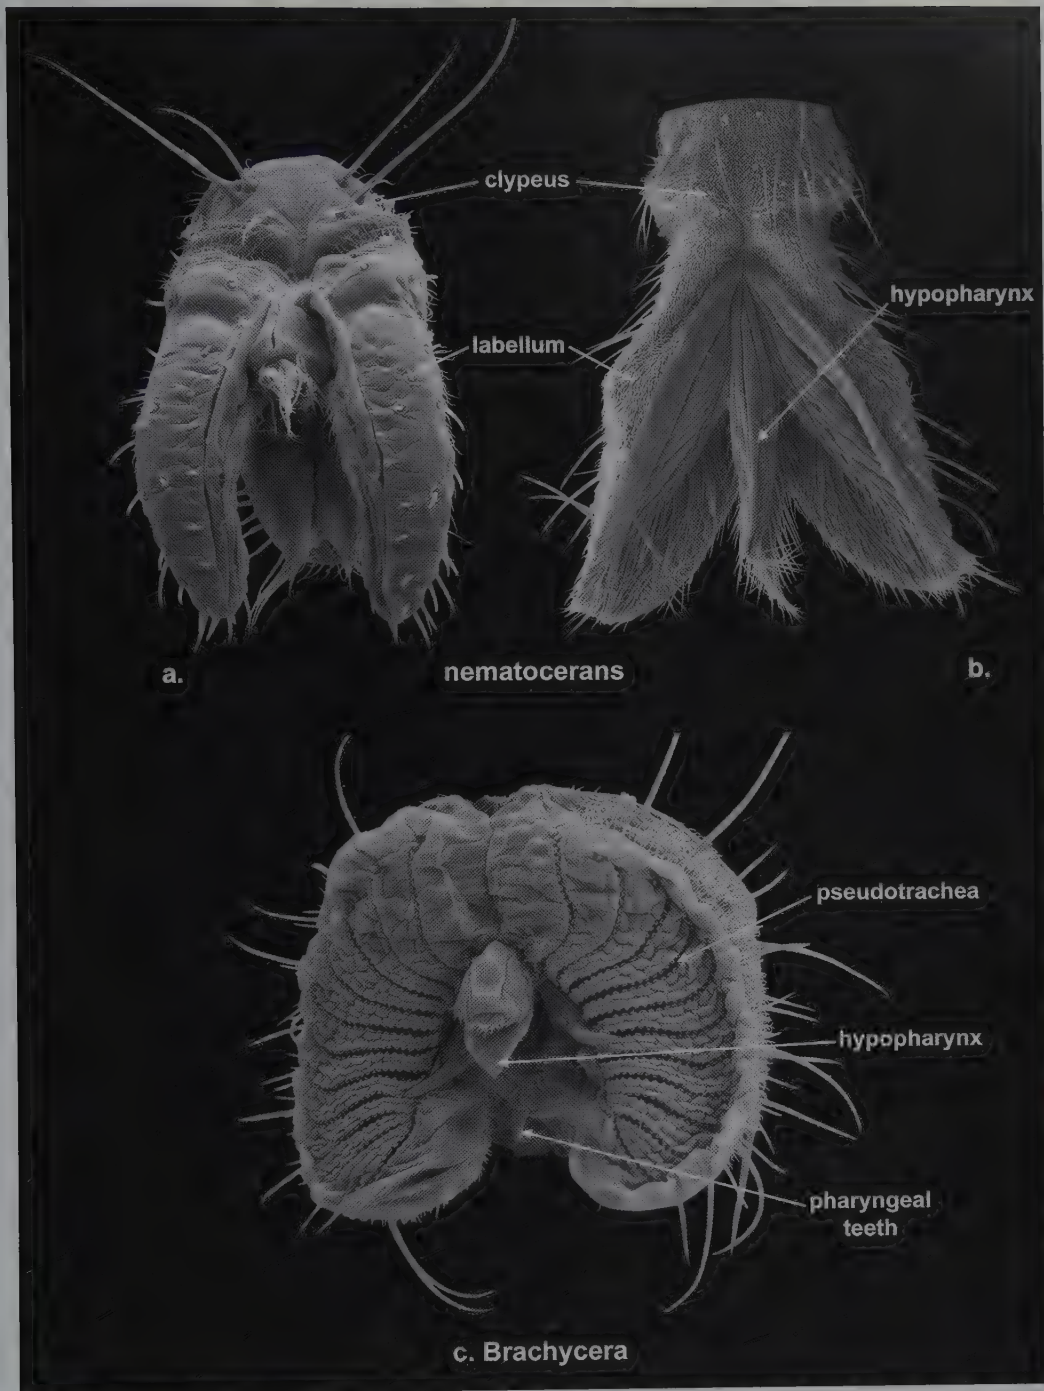 clypeus
hypopharynx
labellum
a.
nematocerans
b.
pseudotrachea
hypopharynx
pharyngeal
teeth
c. Brachycera